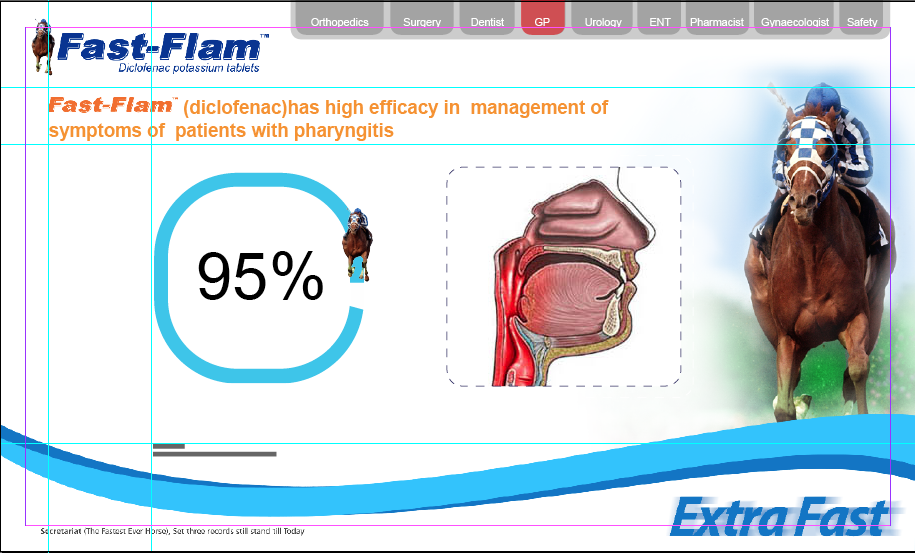 Orthopedics Surgery Dentist GP Urology ENT Pharmacist Gynaecologist Safety
Fast-Flam™
Diclofenac potassium tablets
Fast-Flam™ (diclofenac)has high efficacy in management of
symptoms of patients with pharyngitis
95%
Extra Fast
Secretariat (The Fastest Ever Horse), Set three records still stand till Today